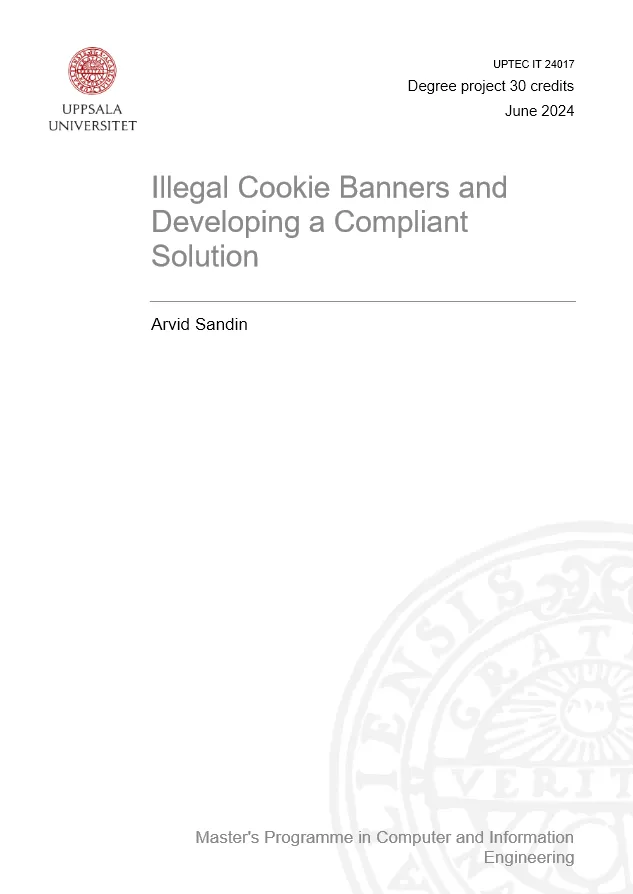 UPPSALA
UNIVERSITET
UPTEC IT 24017
Degree project 30 credits
June 2024
Illegal Cookie Banners and
Developing a Compliant
Solution
Arvid Sandin
Master's Programme in Computer and Information
Engineering